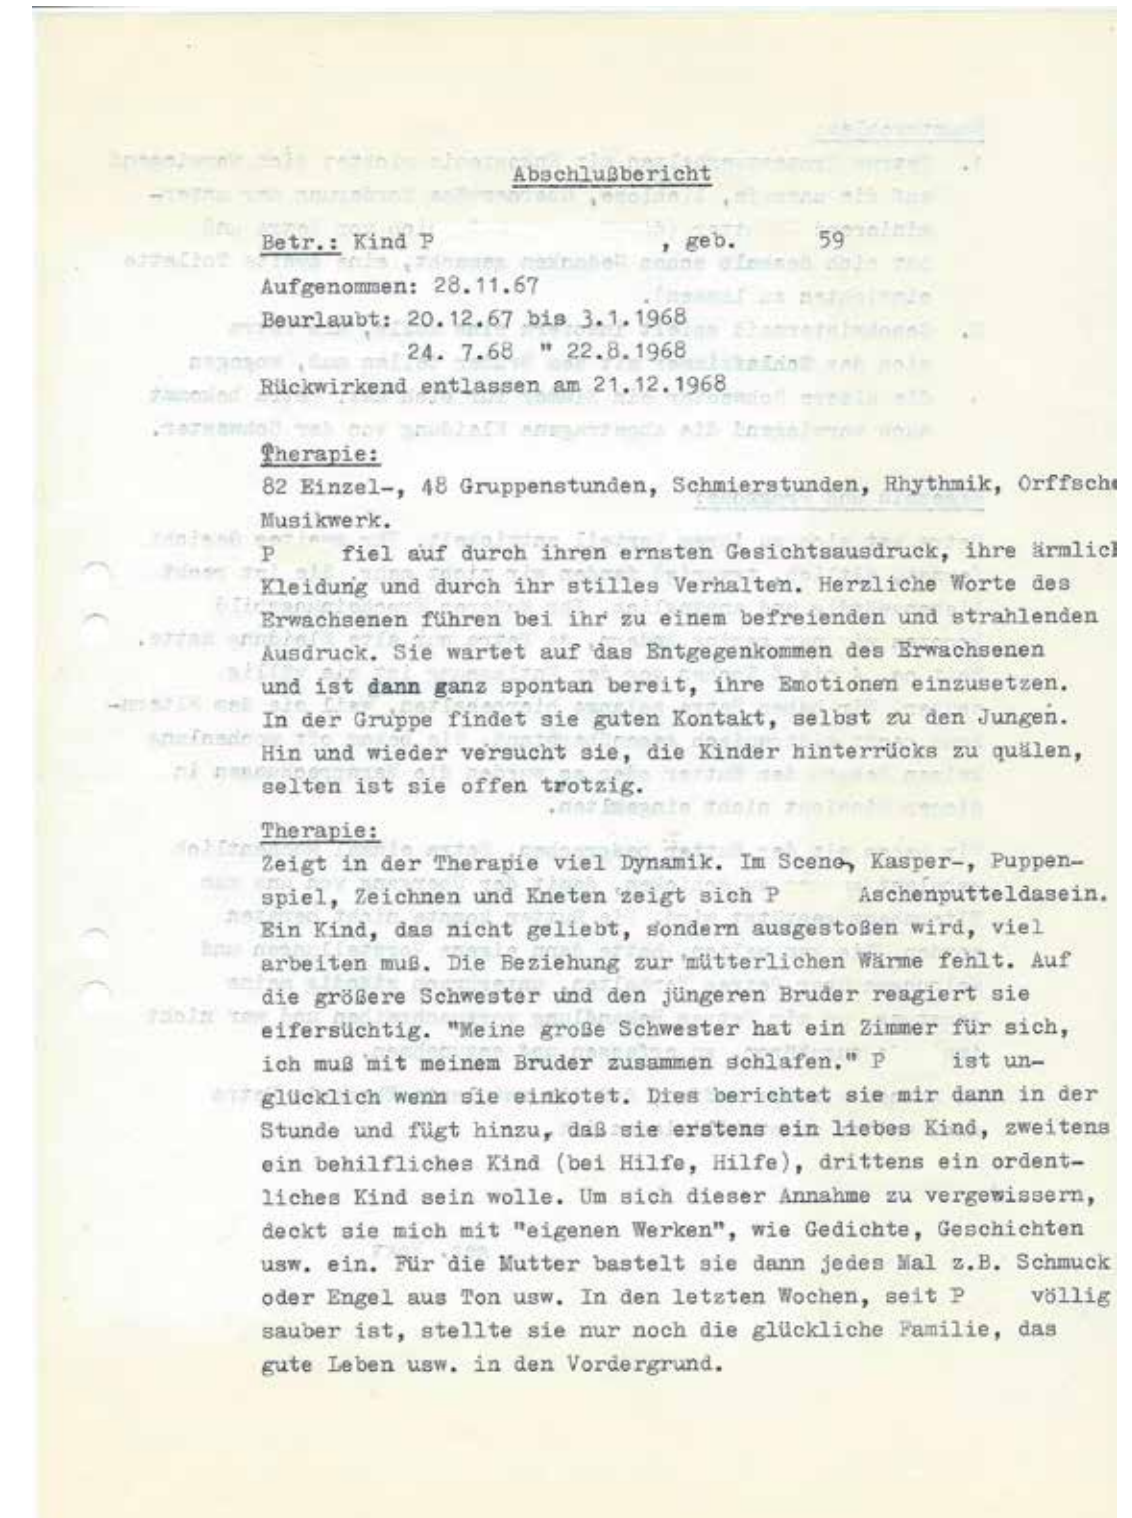 Abschlußbericht
Betr.: Kind P , geb. 59
Aufgenommen: 28.11.67
Beurlaubt: 20.12.67 bis 3.1.1968
24. 7.68 " 22.8.1968
Rückwirkend entlassen am 21.12.1968
Therapie:
82 Einzel-, 48 Gruppenstunden, Schmierstunden, Rhythmik, Orffsche
Musikwerk.
P fiel auf durch ihren ernsten Gesichtsausdruck, ihre ärmlich
Kleidung und durch ihr stilles Verhalten. Herzliche Worte des
Erwachsenen führen bei ihr zu einem befreienden und strahlenden
Ausdruck. Sie wartet auf das Entgegenkommen des Erwachsenen
und ist dann ganz spontan bereit, ihre Emotionen einzusetzen.
In der Gruppe findet sie guten Kontakt, selbst zu den Jungen.
Hin und wieder versucht sie, die Kinder hinterrücks zu quälen,
selten ist sie offen trotzig.
Therapie:
Zeigt in der Therapie viel Dynamik. Im Sceno, Kasper-, Puppen-
spiel, Zeichnen und Kneten zeigt sich P Aschenputteldasein.
Ein Kind, das nicht geliebt, sondern ausgestoßen wird, viel
arbeiten muß. Die Beziehung zur mütterlichen Wärme fehlt. Auf
die größere Schwester und den jüngeren Bruder reagiert sie
eifersüchtig. "Meine große Schwester hat ein Zimmer für sich,
ich muß mit meinem Bruder zusammen schlafen." P ist un-
glücklich wenn sie einkotet. Dies berichtet sie mir dann in der
Stunde und fügt hinzu, daß sie erstens ein liebes Kind, zweitens
ein behilfliches Kind (bei Hilfe, Hilfe), drittens ein ordent-
liches Kind sein wolle. Um sich dieser Annahme zu vergewissern,
deckt sie mich mit "eigenen Werken", wie Gedichte, Geschichten
usw. ein. Für die Mutter bastelt sie dann jedes Mal z.B. Schmuck
oder Engel aus Ton usw. In den letzten Wochen, seit P völlig
sauber ist, stellte sie nur noch die glückliche Familie, das
gute Leben usw. in den Vordergrund.